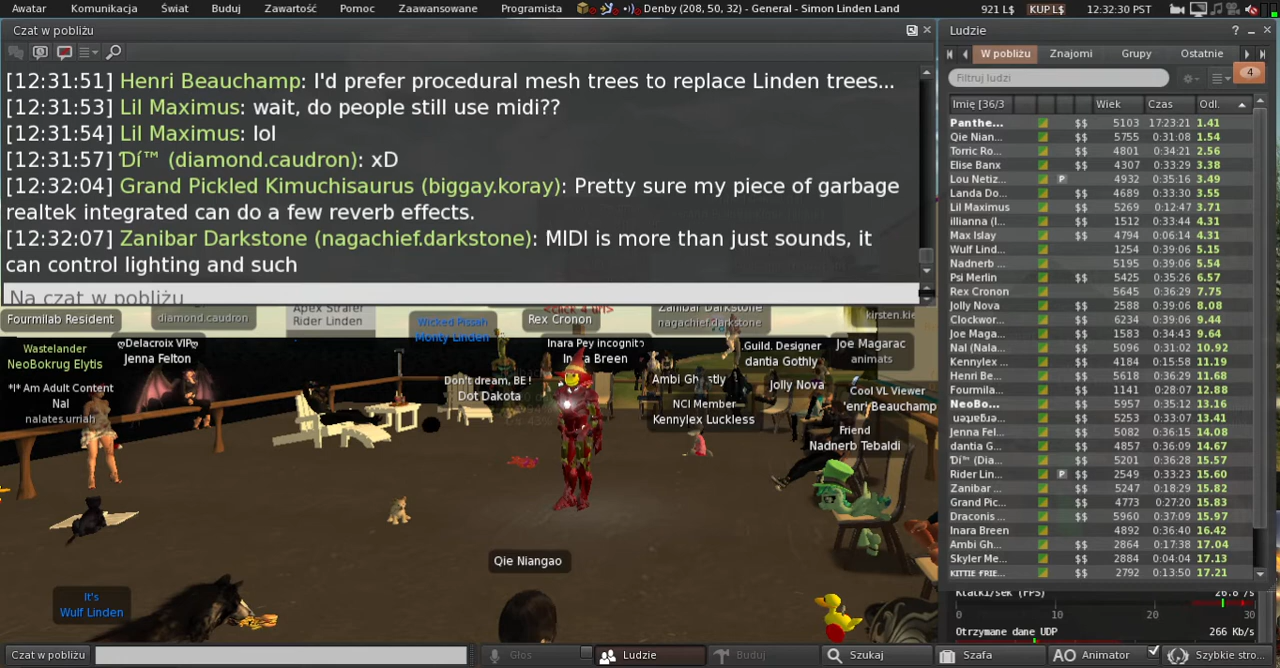 Awatar Komunikacja Świat Buduj Zawartość Pomoc Zaawansowane Programista Denby (208, 50, 32) - General - Simon Linden Land 921 L$ KUP L$ 12:32:30 PST
Czat w pobliżu
[12:31:51] Henri Beauchamp: I'd prefer procedural mesh trees to replace Linden trees...
[12:31:53] Lil Maximus: wait, do people still use midi??
[12:31:54] Lil Maximus: lol
[12:31:57] Ɗí™ (diamond.caudron): xD
[12:32:04] Grand Pickled Kimuchisaurus (biggay.koray): Pretty sure my piece of garbage
realtek integrated can do a few reverb effects.
[12:32:07] Zanibar Darkstone (nagachief.darkstone): MIDI is more than just sounds, it
can control lighting and such
Na czat w pobliżu
Fourmilab Resident
diamond.caudron
Apex Strafer
Rider Linden
Wicked Pissah
Monty Linden
Rex Cronon
Zanibar Darkstone
nagachief.darkstone
kirsten.kie
Wastelander
NeoBokrug Elytis
ღDelacroix VIPღ
Jenna Felton
Inara Pey incognito
Inara Breen
.Guild. Designer
dantia Gothly
Joe Magarac
animats
*!* Am Adult Content
Nal
nalates.urriah
Don't dream, BE !
Dot Dakota
Ambi Ghostly
Jolly Nova
NCI Member
Kennylex Luckless
Cool VL Viewer
Henri Beauchamp
Friend
Nadnerb Tebaldi
Qie Niangao
It's
Wulf Linden
Ludzie
? _ ×
W pobliżu Znajomi Grupy Ostatnie
Filtruj ludzi
4
Imię [36/3 Wiek Czas Odl.
Panthe... $$ 5103 17:23:21 1.41
Qie Nian... $$ 5755 0:31:08 1.54
Torric Ro... $$ 4801 0:34:21 2.56
Elise Banx $$ 4307 0:33:29 3.38
Lou Netiz... P 4932 0:35:16 3.49
Landa Do... $$ 4689 0:33:30 3.55
Lil Maximus $$ 5269 0:12:47 3.71
illianna (I... $$ 1512 0:33:44 4.31
Max Islay $$ 4794 0:06:14 4.31
Wulf Lind... 1254 0:39:06 5.15
Nadnerb ... 5195 0:39:06 5.54
Psi Merlin $$ 5425 0:35:26 6.57
Rex Cronon 5645 0:36:29 7.75
Jolly Nova $$ 2588 0:39:06 8.08
Clockwor... $$ 6234 0:39:06 9.44
Joe Maga... $$ 1583 0:34:43 9.64
Nal (Nala... $$ 5096 0:31:02 10.92
Kennylex ... $$ 4184 0:15:58 11.19
Henri Be... $$ 5618 0:36:29 11.68
Fourmila... $$ 1141 0:28:07 12.88
NeoBo... $$ 5957 0:35:12 13.16
$$ 5253 0:33:07 13.41
Jenna Fel... $$ 5082 0:36:15 14.08
dantia G... $$ 4857 0:36:09 14.67
Ɗí™ (Dia... $$ 5201 0:36:28 15.57
Rider Lin... P $$ 2549 0:33:23 15.60
Zanibar ... $$ 5247 0:18:29 15.82
Grand Pic... $$ 4773 0:27:20 15.83
Draconis ... $$ 5960 0:37:09 15.97
Inara Breen 4892 0:36:40 16.42
Ambi Gh... $$ 2864 0:17:38 17.04
Skyler Me... $$ 2884 0:04:04 17.13
ᴋɪᴛᴛɪᴇ ғʀɪᴇ... $$ 2792 0:13:50 17.21
Klatki/sek (FPS) 26.8 /s
0 10 20 30
Otrzymane dane UDP 266 Kb/s
Czat w pobliżu Głos Ludzie Buduj Szukaj Szafa AO Animator Szybkie stro...